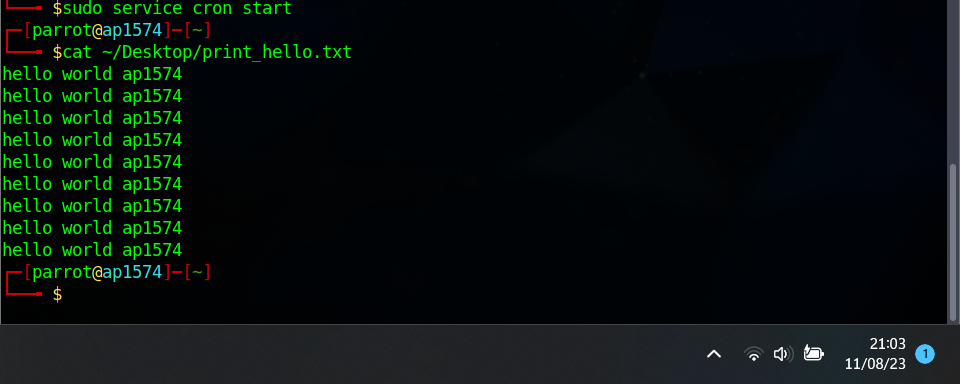 $sudo service cron start
[parrot@ap1574]─[~]
$cat ~/Desktop/print_hello.txt
hello world ap1574
hello world ap1574
hello world ap1574
hello world ap1574
hello world ap1574
hello world ap1574
hello world ap1574
hello world ap1574
hello world ap1574
[parrot@ap1574]─[~]
$
21:03
11/08/23
1